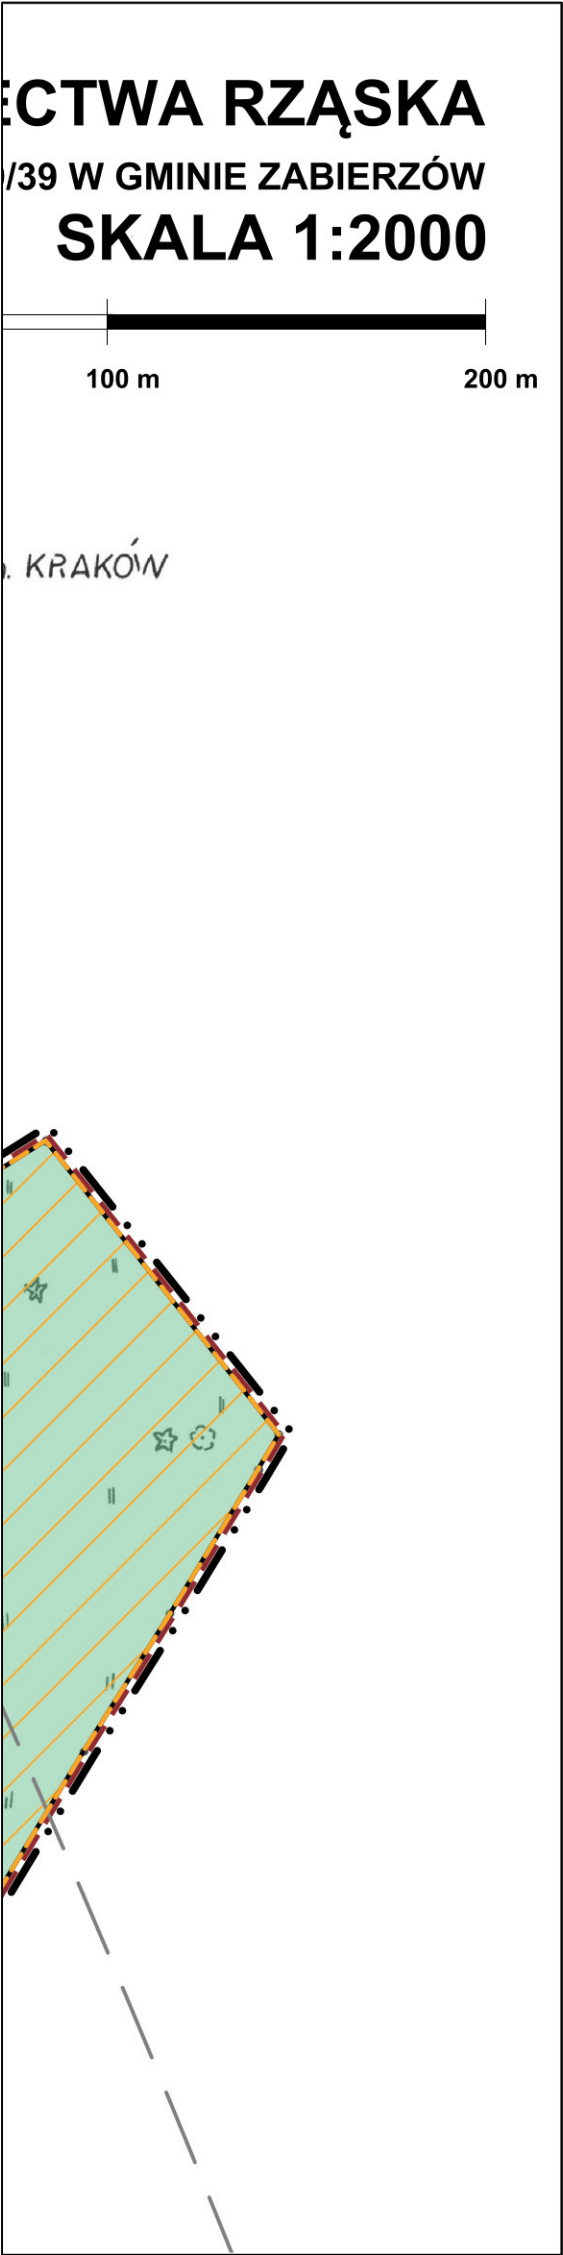 ECTWA RZĄSKA
/39 W GMINIE ZABIERZÓW
SKALA 1:2000
100 m 200 m
. KRAKÓW